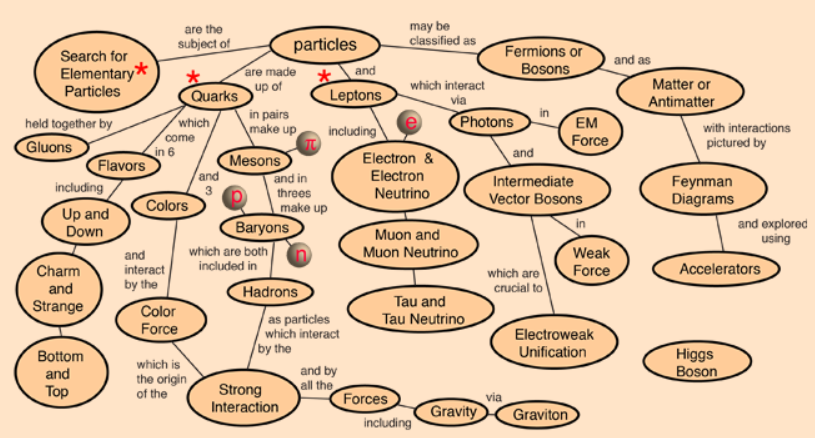 are the
subject of
particles
may be
classified as
Fermions or
Bosons
and as
Search for
Elementary *
Particles
* Quarks
are made
up of
and
* Leptons
which interact
via
Photons
in
EM
Force
Matter or
Antimatter
held together by
Gluons
which
come
in 6
Flavors
in pairs
make up
Mesons
π
including
e
Electron &
Electron
Neutrino
and
Intermediate
Vector Bosons
with interactions
pictured by
Feynman
Diagrams
including
Up and
Down
Colors
and
3
and in
threes
make up
p
Baryons
n
which are both
included in
Hadrons
Muon and
Muon Neutrino
in
Weak
Force
and explored
using
Accelerators
Charm
and
Strange
and
interact
by the
Color
Force
as particles
which interact
by the
Tau and
Tau Neutrino
which are
crucial to
Electroweak
Unification
Higgs
Boson
Bottom
and
Top
which is
the origin
of the
Strong
Interaction
and by
all the
Forces
including
Gravity
via
Graviton